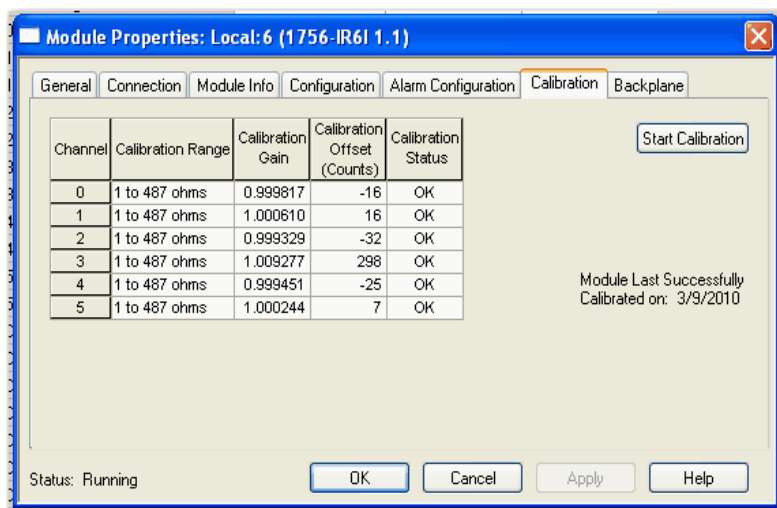 Module Properties: Local:6 (1756-IR6I 1.1)
General Connection Module Info Configuration Alarm Configuration Calibration Backplane
Channel Calibration Range Calibration Gain Calibration Offset (Counts) Calibration Status
Start Calibration
0 1 to 487 ohms 0.999817 -16 OK
1 1 to 487 ohms 1.000610 16 OK
2 1 to 487 ohms 0.999329 -32 OK
3 1 to 487 ohms 1.009277 298 OK
4 1 to 487 ohms 0.999451 -25 OK
5 1 to 487 ohms 1.000244 7 OK
Module Last Successfully
Calibrated on: 3/9/2010
Status: Running
OK Cancel Apply Help